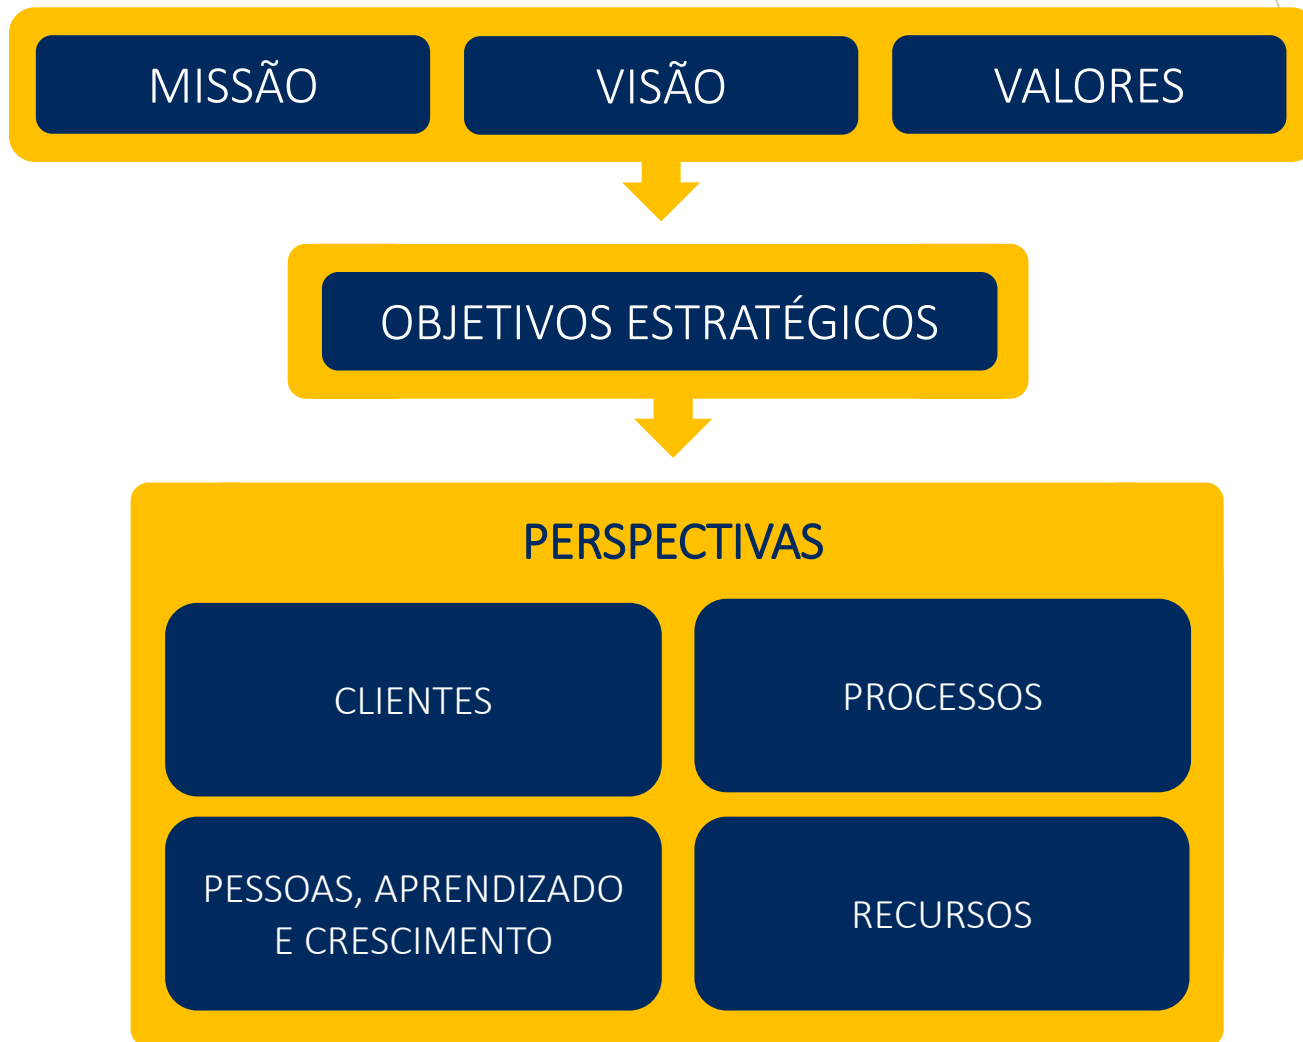 MISSÃO
VISÃO
VALORES
OBJETIVOS ESTRATÉGICOS
PERSPECTIVAS
CLIENTES
PROCESSOS
PESSOAS, APRENDIZADO
E CRESCIMENTO
RECURSOS